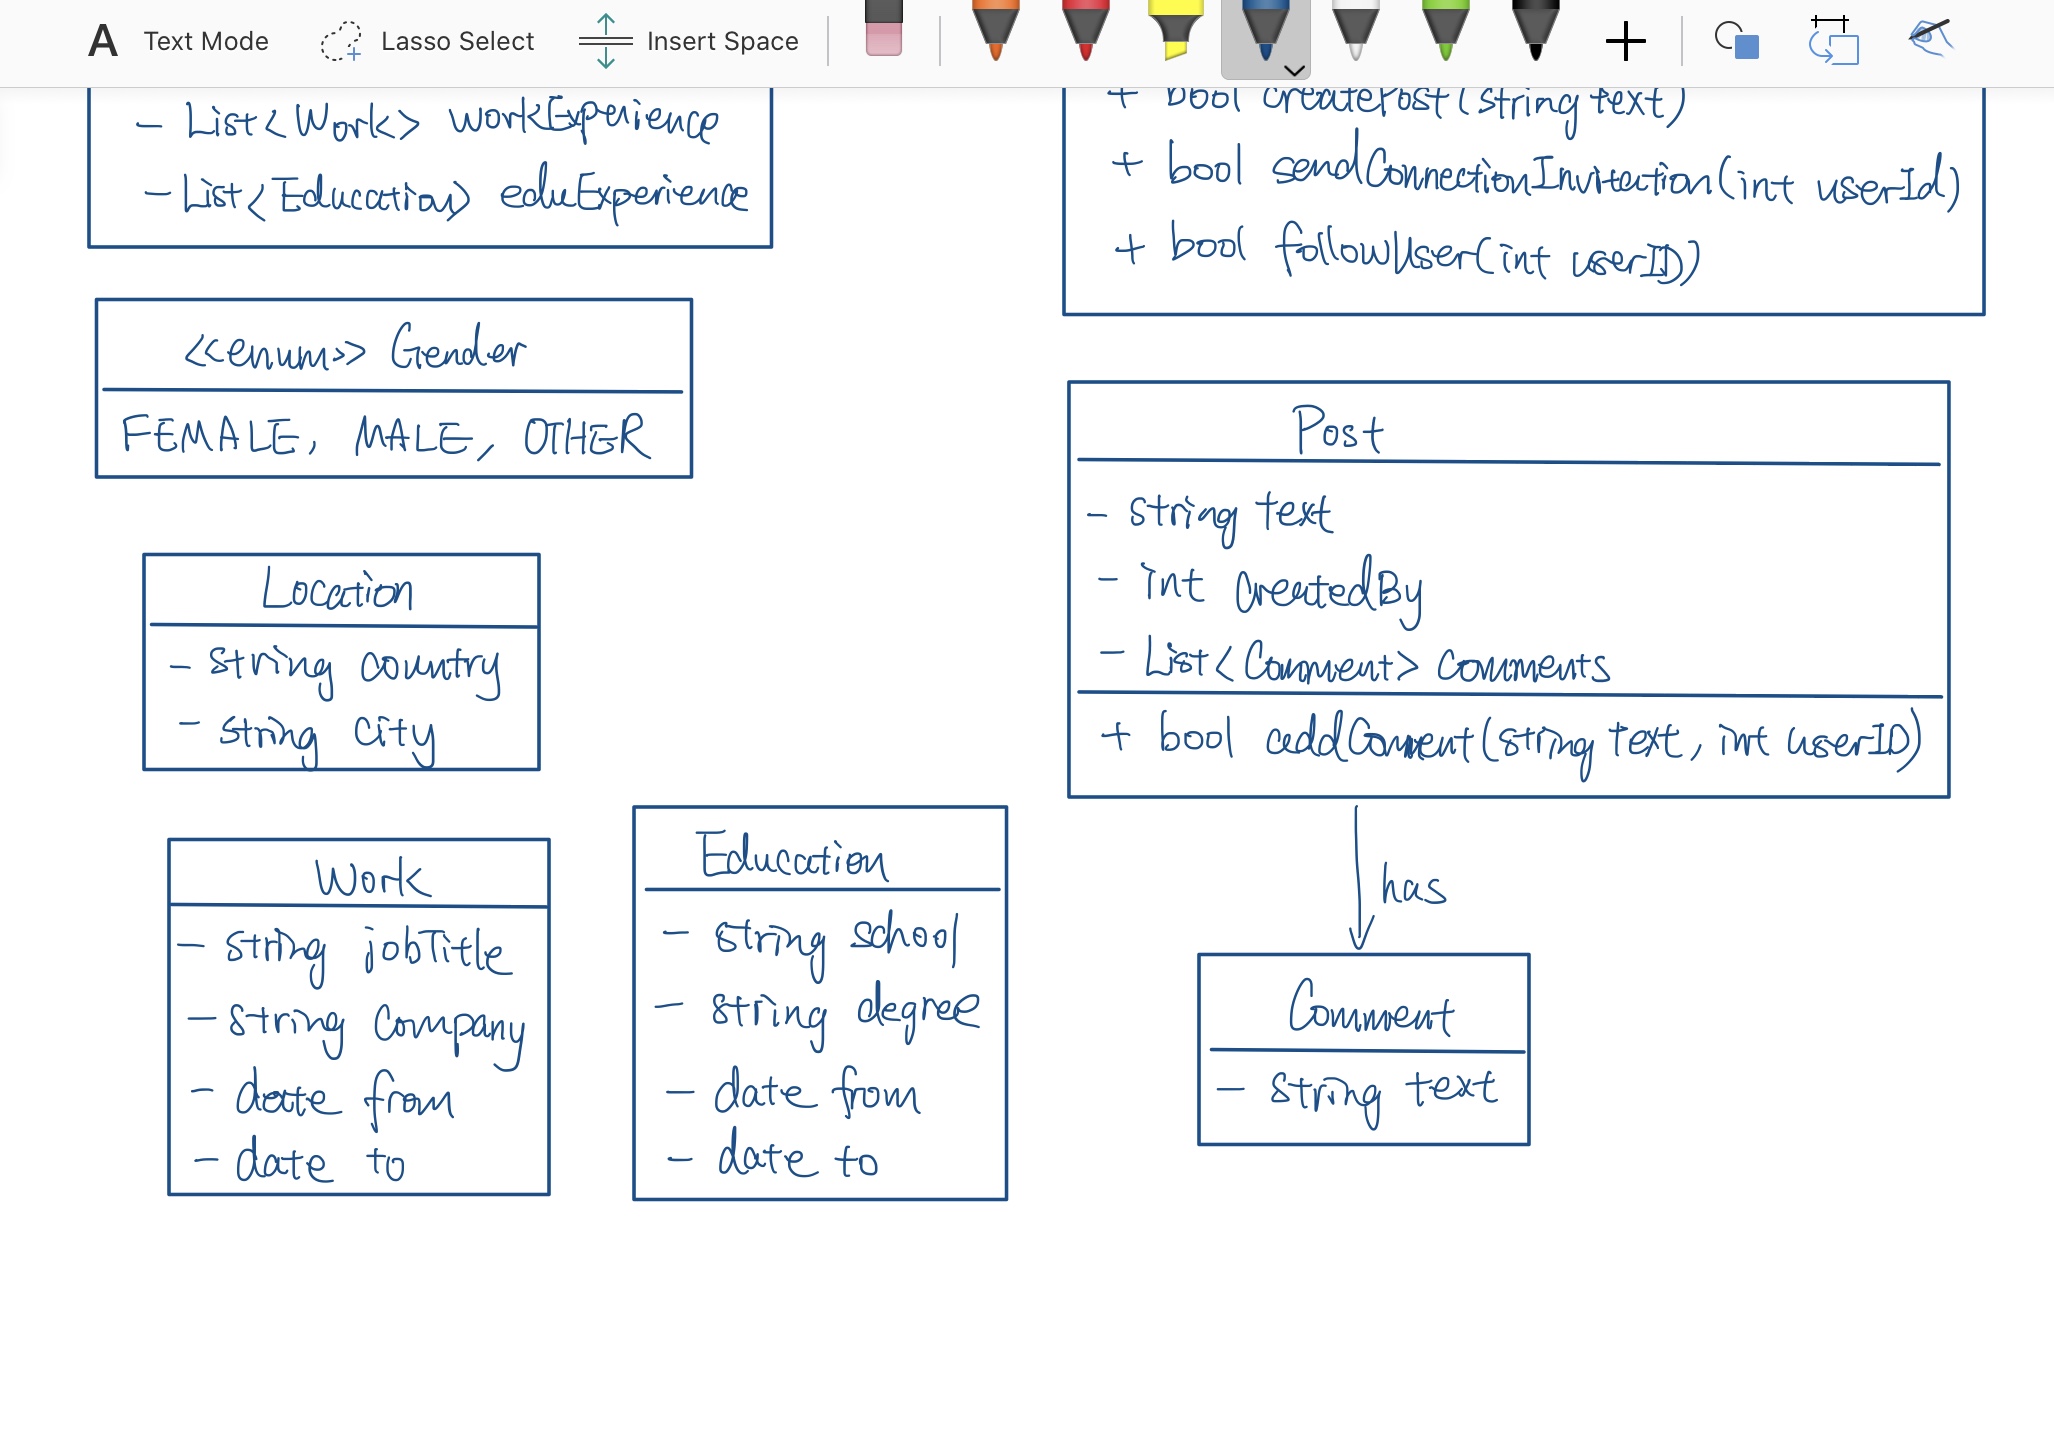 A Text Mode Lasso Select Insert Space
- List<Work> workExperience
- List<Education> eduExperience
+ bool createPost(string text)
+ bool sendConnectionInvitation(int userId)
+ bool followUser(int userID)
<<enum>> Gender
FEMALE, MALE, OTHER
Location
- string country
- string city
Work
- string jobTitle
- string company
- date from
- date to
Education
- string school
- string degree
- date from
- date to
Post
- string text
- int createdBy
- List<Comment> comments
+ bool addComment(string text, int userID)
has
Comment
- string text